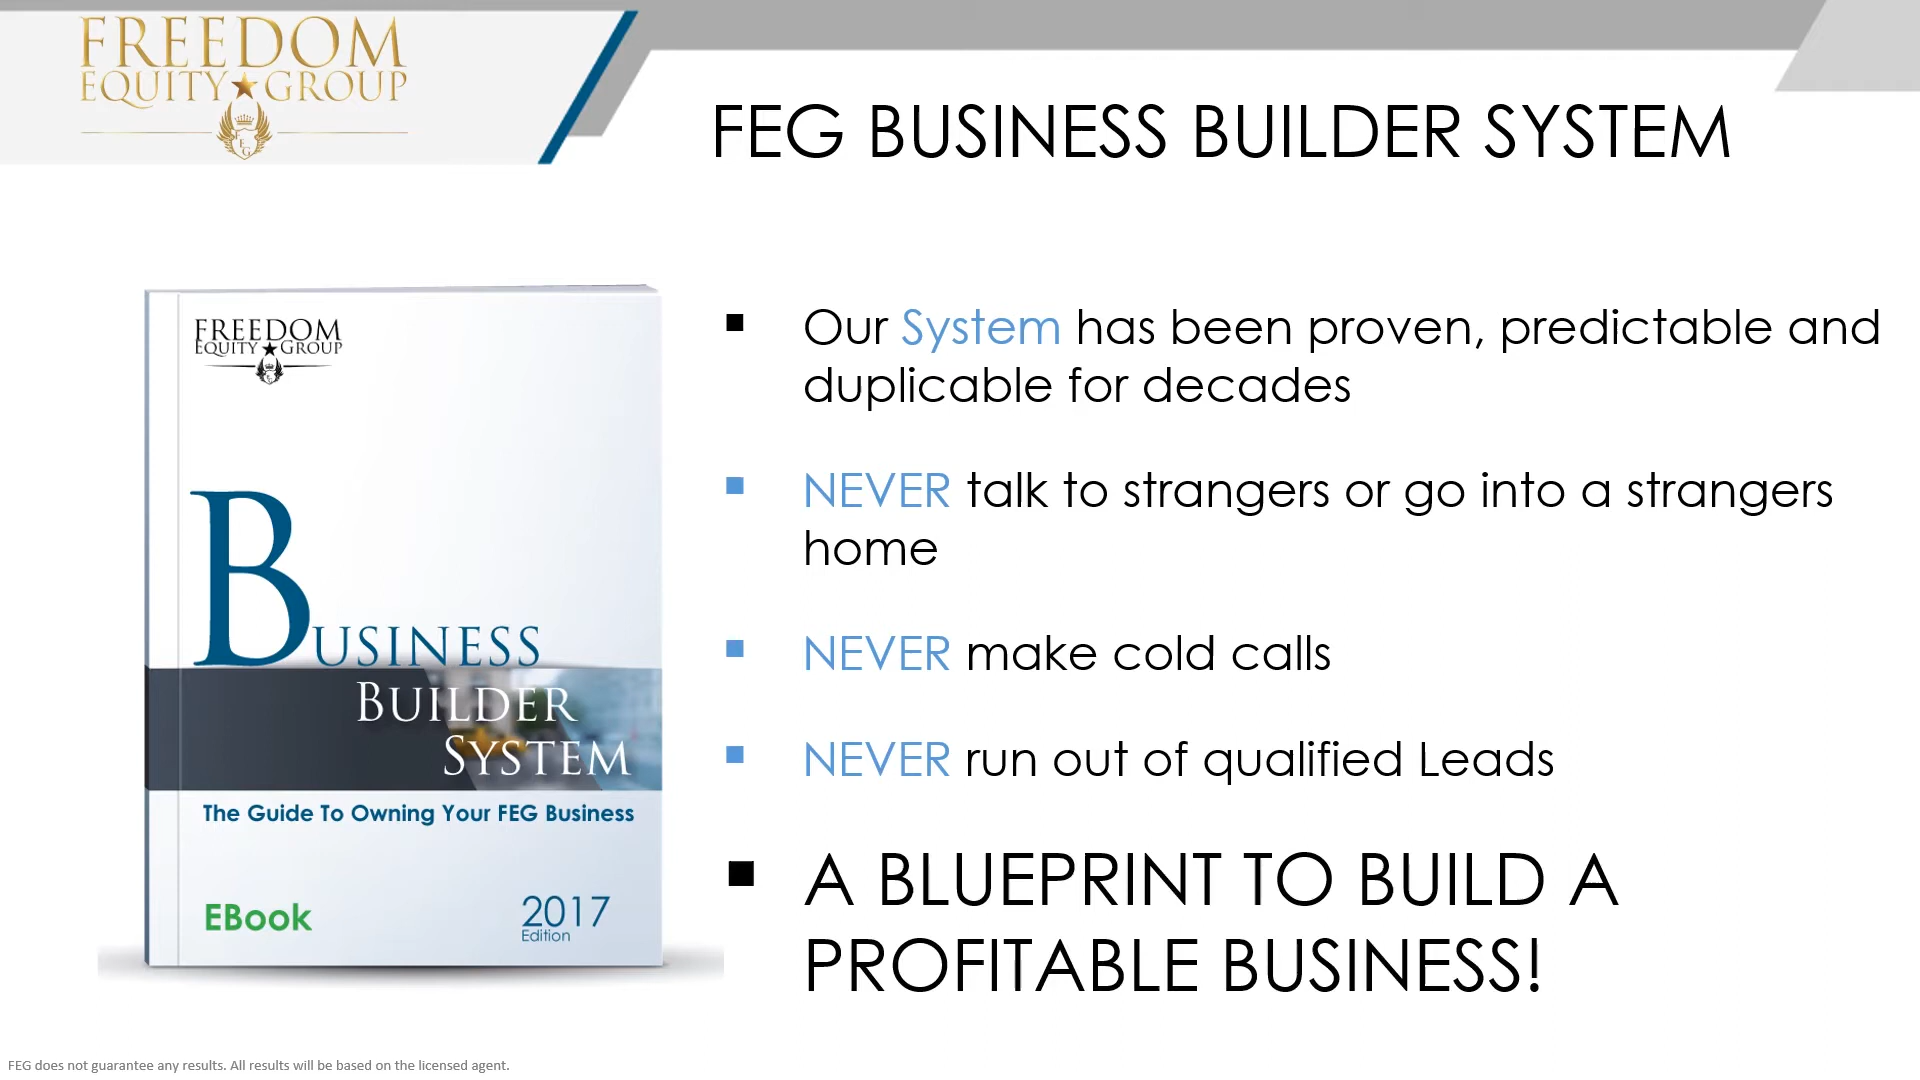 FREEDOM
EQUITY★GROUP
FEG
FEG BUSINESS BUILDER SYSTEM
FREEDOM
EQUITY★GROUP
BUSINESS
BUILDER
SYSTEM
The Guide To Owning Your FEG Business
EBook
2017
Edition
▪ Our System has been proven, predictable and
duplicable for decades
▪ NEVER talk to strangers or go into a strangers
home
▪ NEVER make cold calls
▪ NEVER run out of qualified Leads
▪ A BLUEPRINT TO BUILD A
PROFITABLE BUSINESS!
FEG does not guarantee any results. All results will be based on the licensed agent.